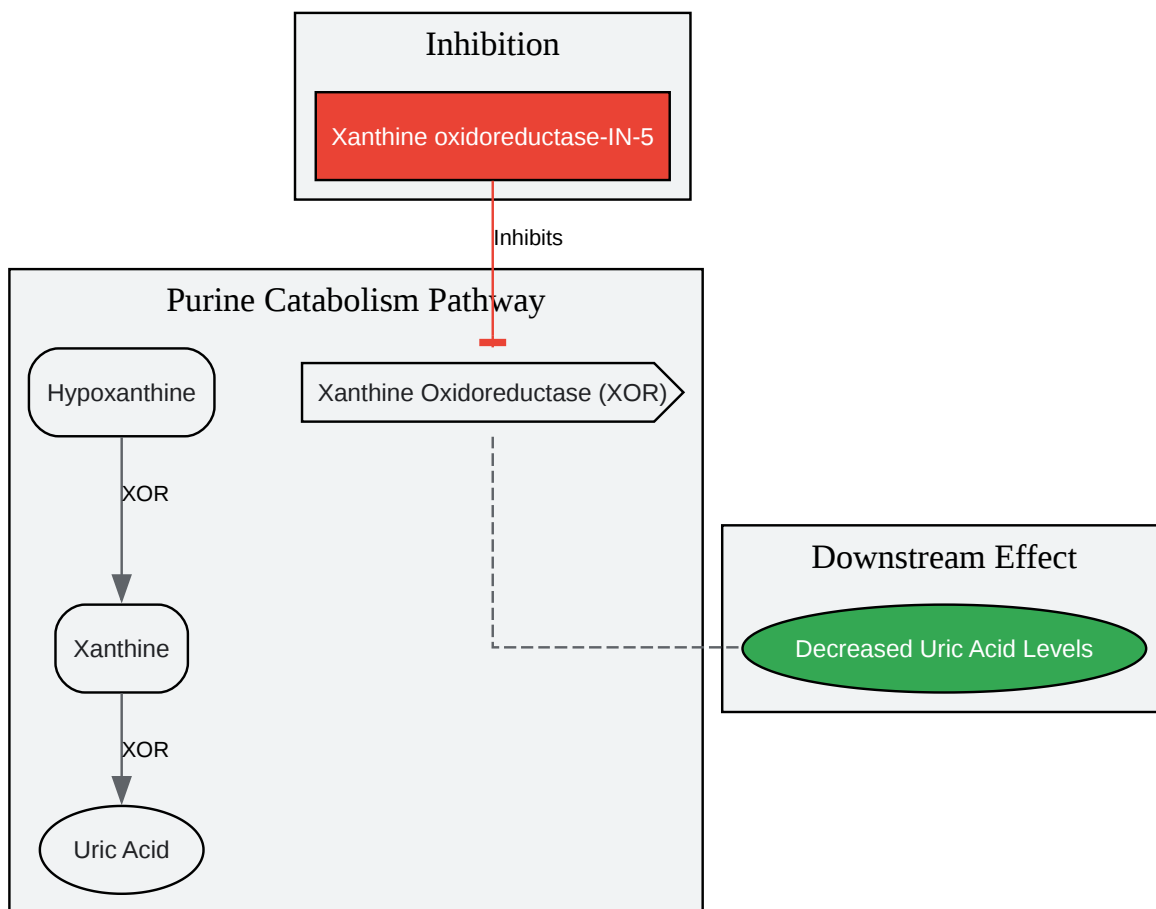 Inhibition
Xanthine oxidoreductase-IN-5
Inhibits
Purine Catabolism Pathway
Hypoxanthine
Xanthine Oxidoreductase (XOR)
XOR
Downstream Effect
Xanthine
Decreased Uric Acid Levels
XOR
Uric Acid